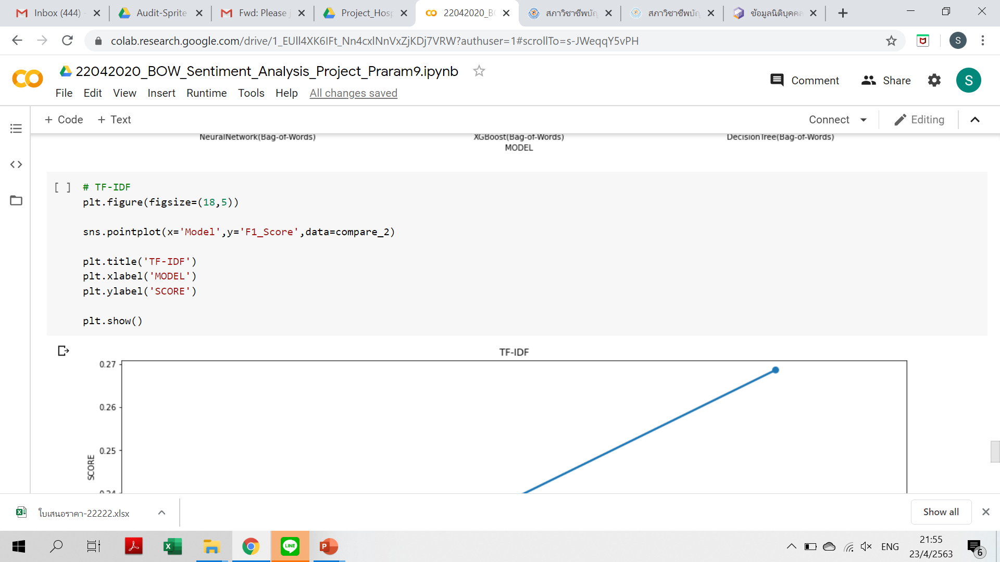 Inbox (444) -
Audit-Sprite
Fwd: Please j
Project_Hosp
22042020_BO
สภาวิชาชีพบัญ
สภาวิชาชีพบัญ
ข้อมูลนิติบุคคล
colab.research.google.com/drive/1_EUll4XK6IFt_Nn4cxlNnVxZjKDj7VRW?authuser=1#scrollTo=s-JWeqqY5vPH
S
22042020_BOW_Sentiment_Analysis_Project_Praram9.ipynb
Comment
Share
S
File Edit View Insert Runtime Tools Help All changes saved
+ Code + Text
Connect
Editing
NeuralNetwork(Bag-of-Words) XGBoost(Bag-of-Words) DecisionTree(Bag-of-Words)
MODEL
[ ] # TF-IDF
plt.figure(figsize=(18,5))
sns.pointplot(x='Model',y='F1_Score',data=compare_2)
plt.title('TF-IDF')
plt.xlabel('MODEL')
plt.ylabel('SCORE')
plt.show()
TF-IDF
0.27
0.26
0.25
SCORE
0.24
ใบเสนอราคา-22222.xlsx
Show all
LINE
ENG
21:55
23/4/2563
6